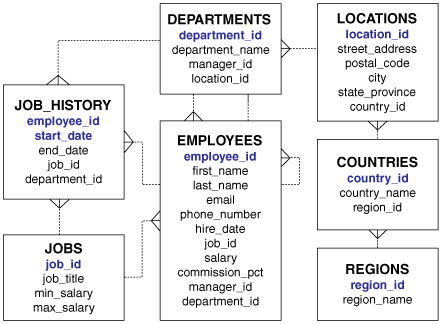 DEPARTMENTS
department_id
department_name
manager_id
location_id
LOCATIONS
location_id
street_address
postal_code
city
state_province
country_id
JOB_HISTORY
employee_id
start_date
end_date
job_id
department_id
EMPLOYEES
employee_id
first_name
last_name
email
phone_number
hire_date
job_id
salary
commission_pct
manager_id
department_id
COUNTRIES
country_id
country_name
region_id
JOBS
job_id
job_title
min_salary
max_salary
REGIONS
region_id
region_name